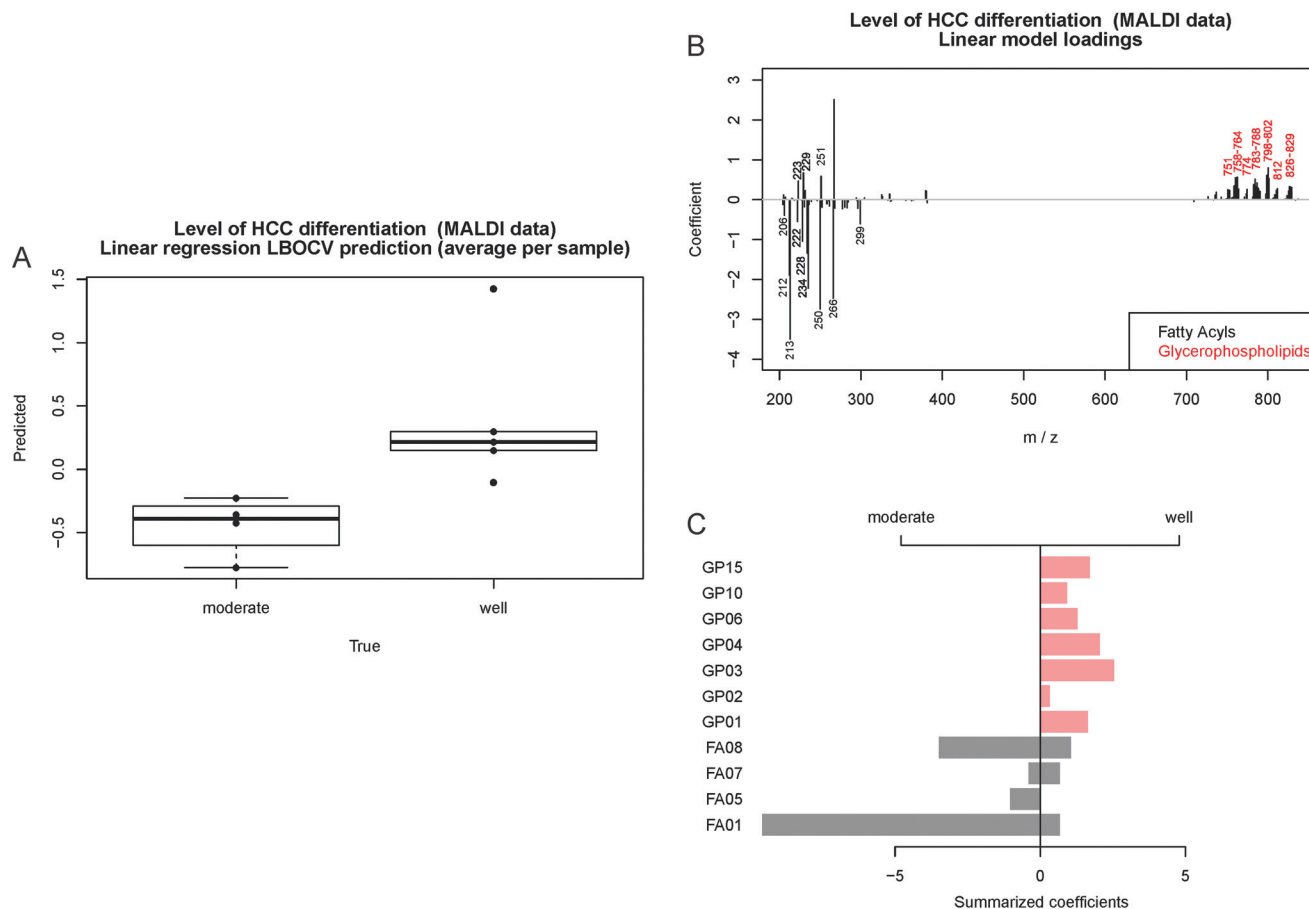 A
Level of HCC differentiation (MALDI data)
Linear regression LBOCV prediction (average per sample)
Predicted
1.5
1.0
0.5
0.0
−0.5
moderate
well
True
B
Level of HCC differentiation (MALDI data)
Linear model loadings
Coefficient
3
2
1
0
−1
−2
−3
−4
206
212
213
222
223
228
229
234
250
251
266
299
751
758-764
774
783-788
798-802
812
826-829
Fatty Acyls
Glycerophospholipids
200 300 400 500 600 700 800
m / z
C
moderate well
GP15
GP10
GP06
GP04
GP03
GP02
GP01
FA08
FA07
FA05
FA01
−5 0 5
Summarized coefficients